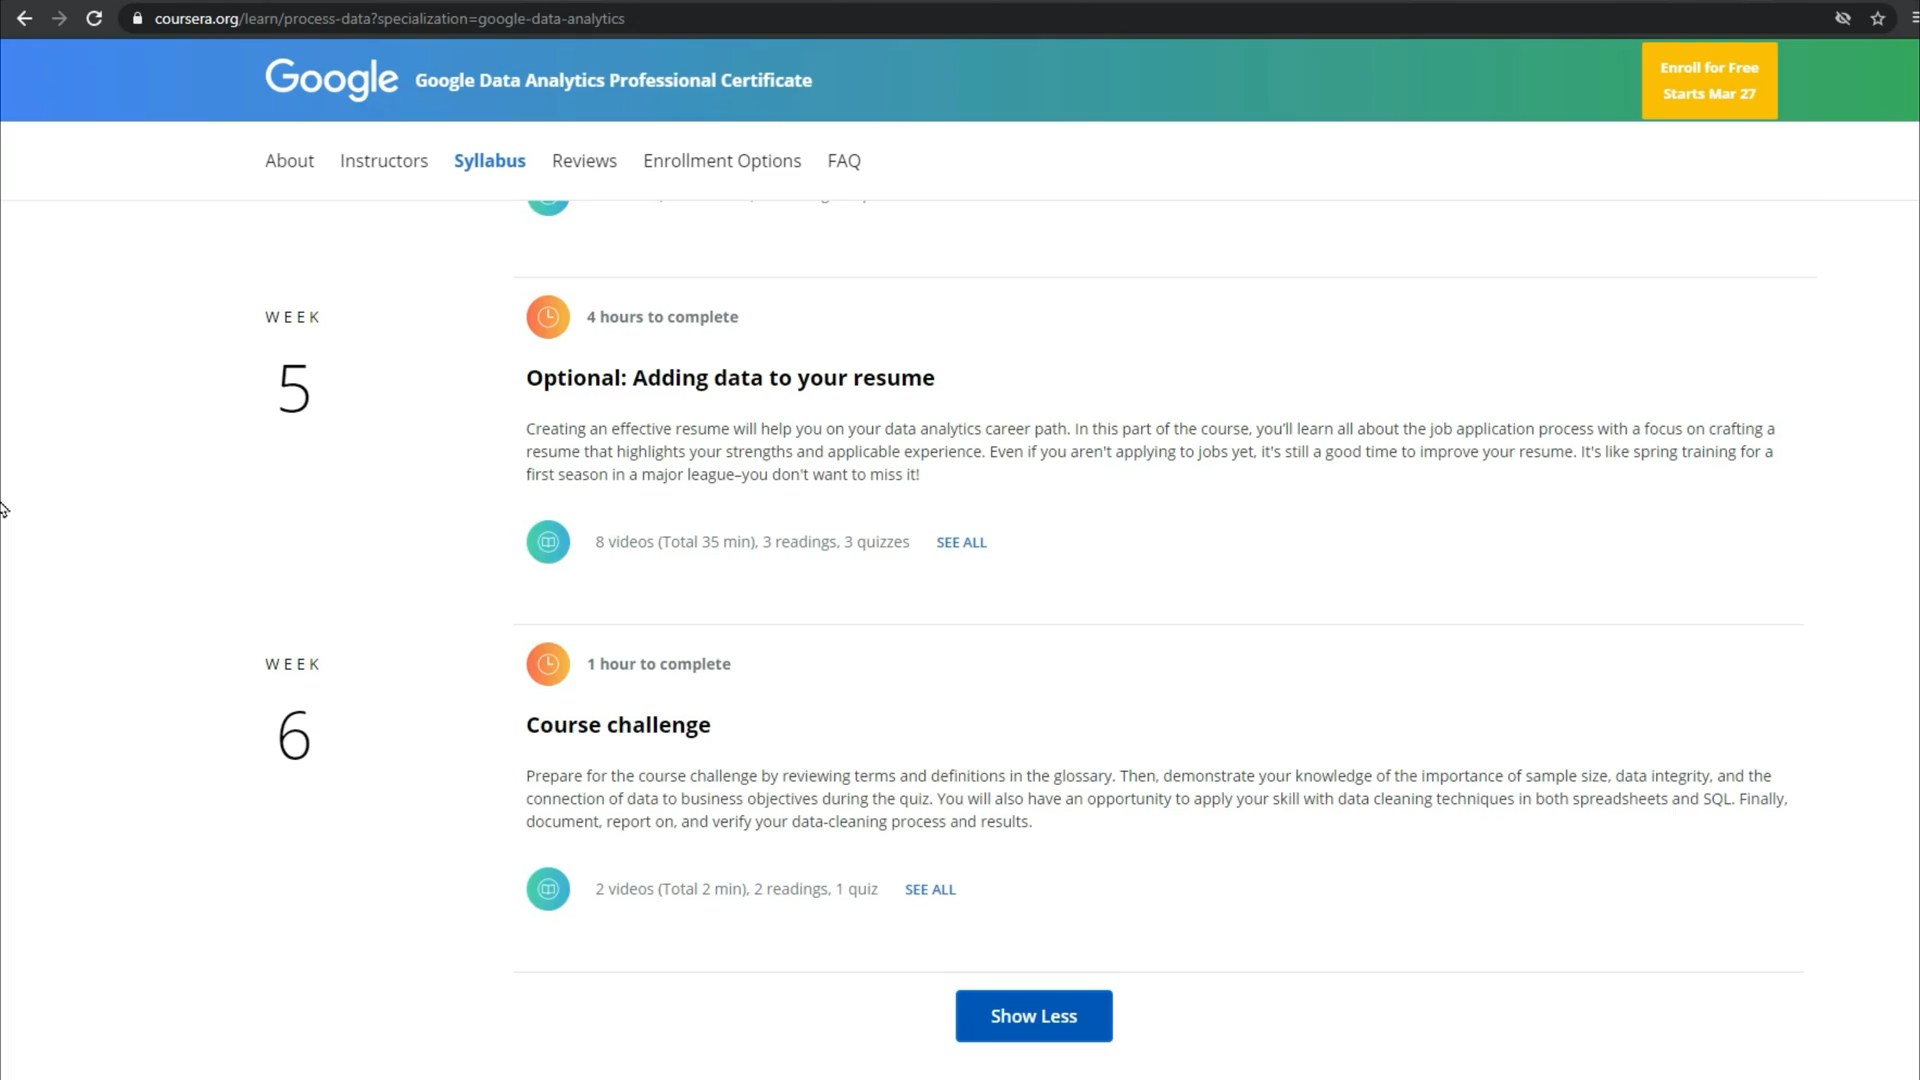 coursera.org/learn/process-data?specialization=google-data-analytics
Google Google Data Analytics Professional Certificate
Enroll for Free
Starts Mar 27
About Instructors Syllabus Reviews Enrollment Options FAQ
WEEK
5
4 hours to complete
Optional: Adding data to your resume
Creating an effective resume will help you on your data analytics career path. In this part of the course, you'll learn all about the job application process with a focus on crafting a
resume that highlights your strengths and applicable experience. Even if you aren't applying to jobs yet, it's still a good time to improve your resume. It's like spring training for a
first season in a major league–you don't want to miss it!
8 videos (Total 35 min), 3 readings, 3 quizzes SEE ALL
WEEK
6
1 hour to complete
Course challenge
Prepare for the course challenge by reviewing terms and definitions in the glossary. Then, demonstrate your knowledge of the importance of sample size, data integrity, and the
connection of data to business objectives during the quiz. You will also have an opportunity to apply your skill with data cleaning techniques in both spreadsheets and SQL. Finally,
document, report on, and verify your data-cleaning process and results.
2 videos (Total 2 min), 2 readings, 1 quiz SEE ALL
Show Less